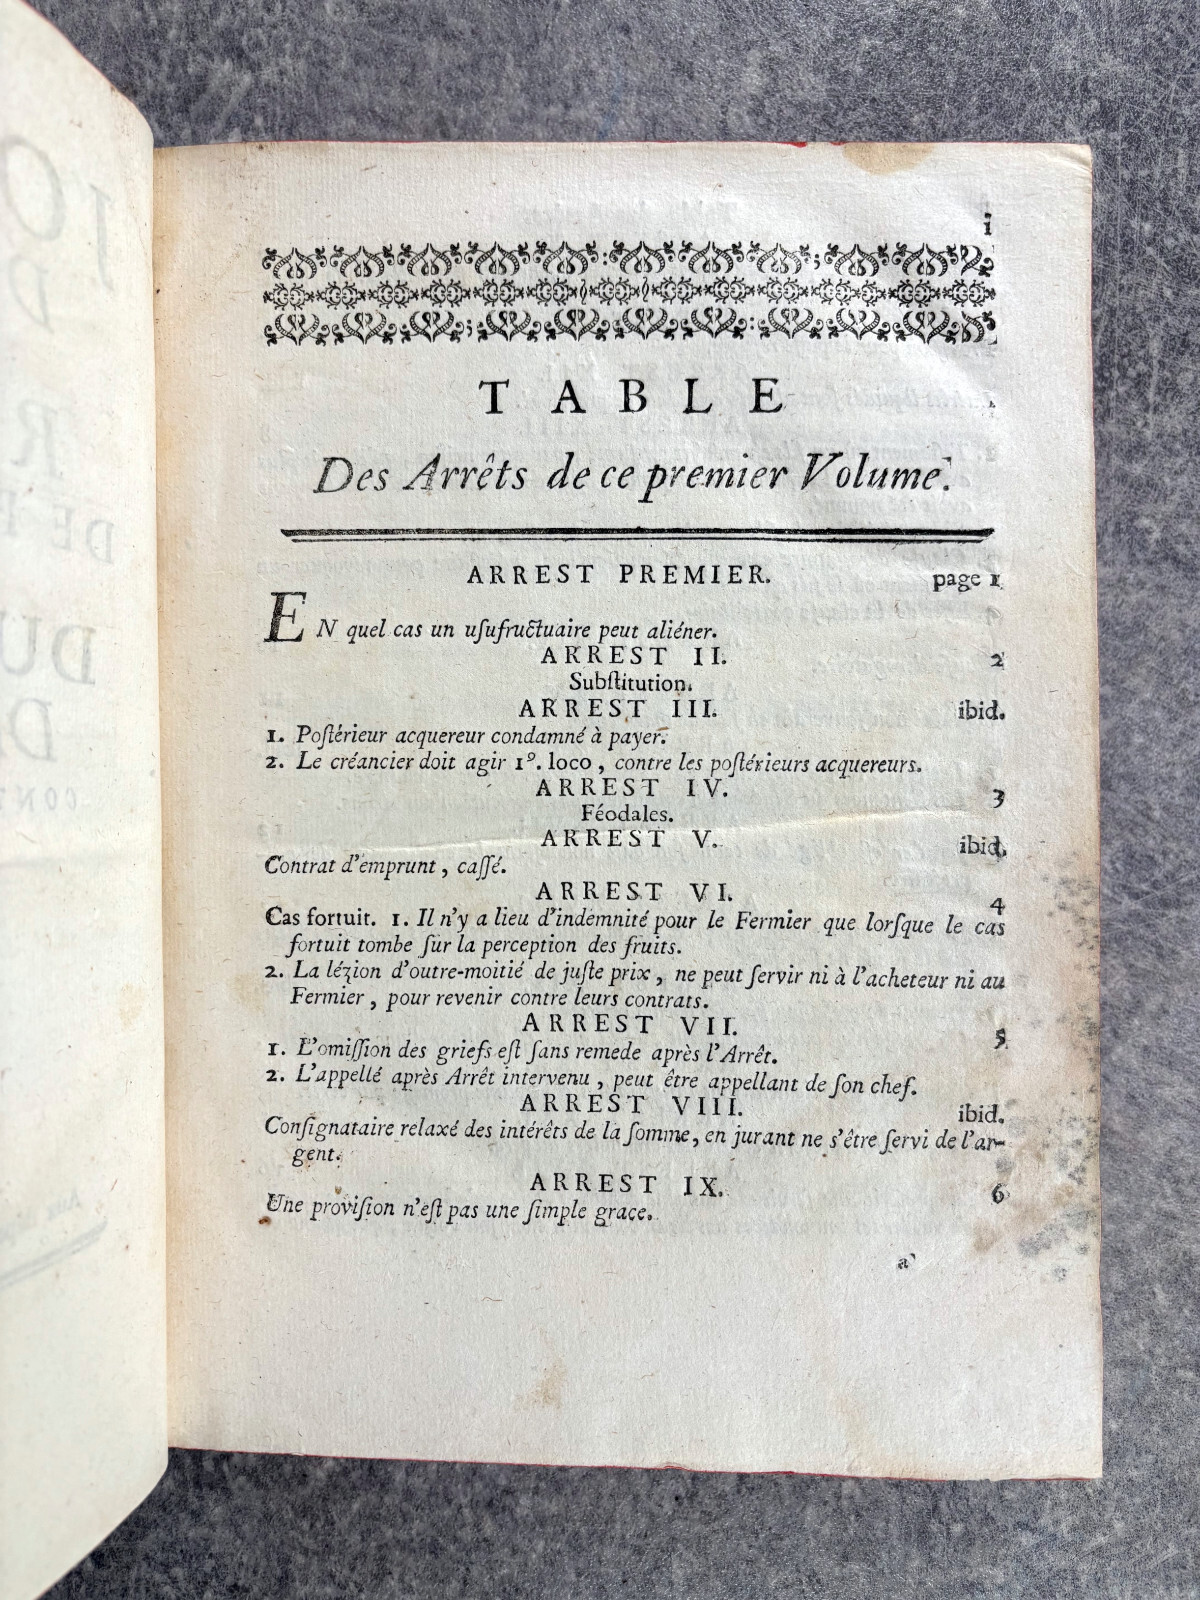 i
TABLE
Des Arrêts de ce premier Volume.
ARREST PREMIER. page 1
EN quel cas un uſufructuaire peut aliéner.
ARREST II. 2
Subſtitution.
ARREST III. ibid.
1. Poſtérieur acquereur condamné à payer.
2. Le créancier doit agir 1º. loco, contre les poſtérieurs acquereurs.
ARREST IV. 3
Féodales.
ARREST V. ibid.
Contrat d'emprunt, caſſé.
ARREST VI. 4
Cas fortuit. 1. Il n'y a lieu d'indemnité pour le Fermier que lorſque le cas
fortuit tombe ſur la perception des fruits.
2. La lézion d'outre-moitié de juſte prix, ne peut ſervir ni à l'acheteur ni au
Fermier, pour revenir contre leurs contrats.
ARREST VII. 5
1. L'omiſſion des griefs eſt ſans remede après l'Arrêt.
2. L'appellé après Arrêt intervenu, peut être appellant de ſon chef.
ARREST VIII. ibid.
Conſignataire relaxé des intérêts de la ſomme, en jurant ne s'être ſervi de l'ar-
gent.
ARREST IX. 6
Une proviſion n'eſt pas une ſimple grace.
a